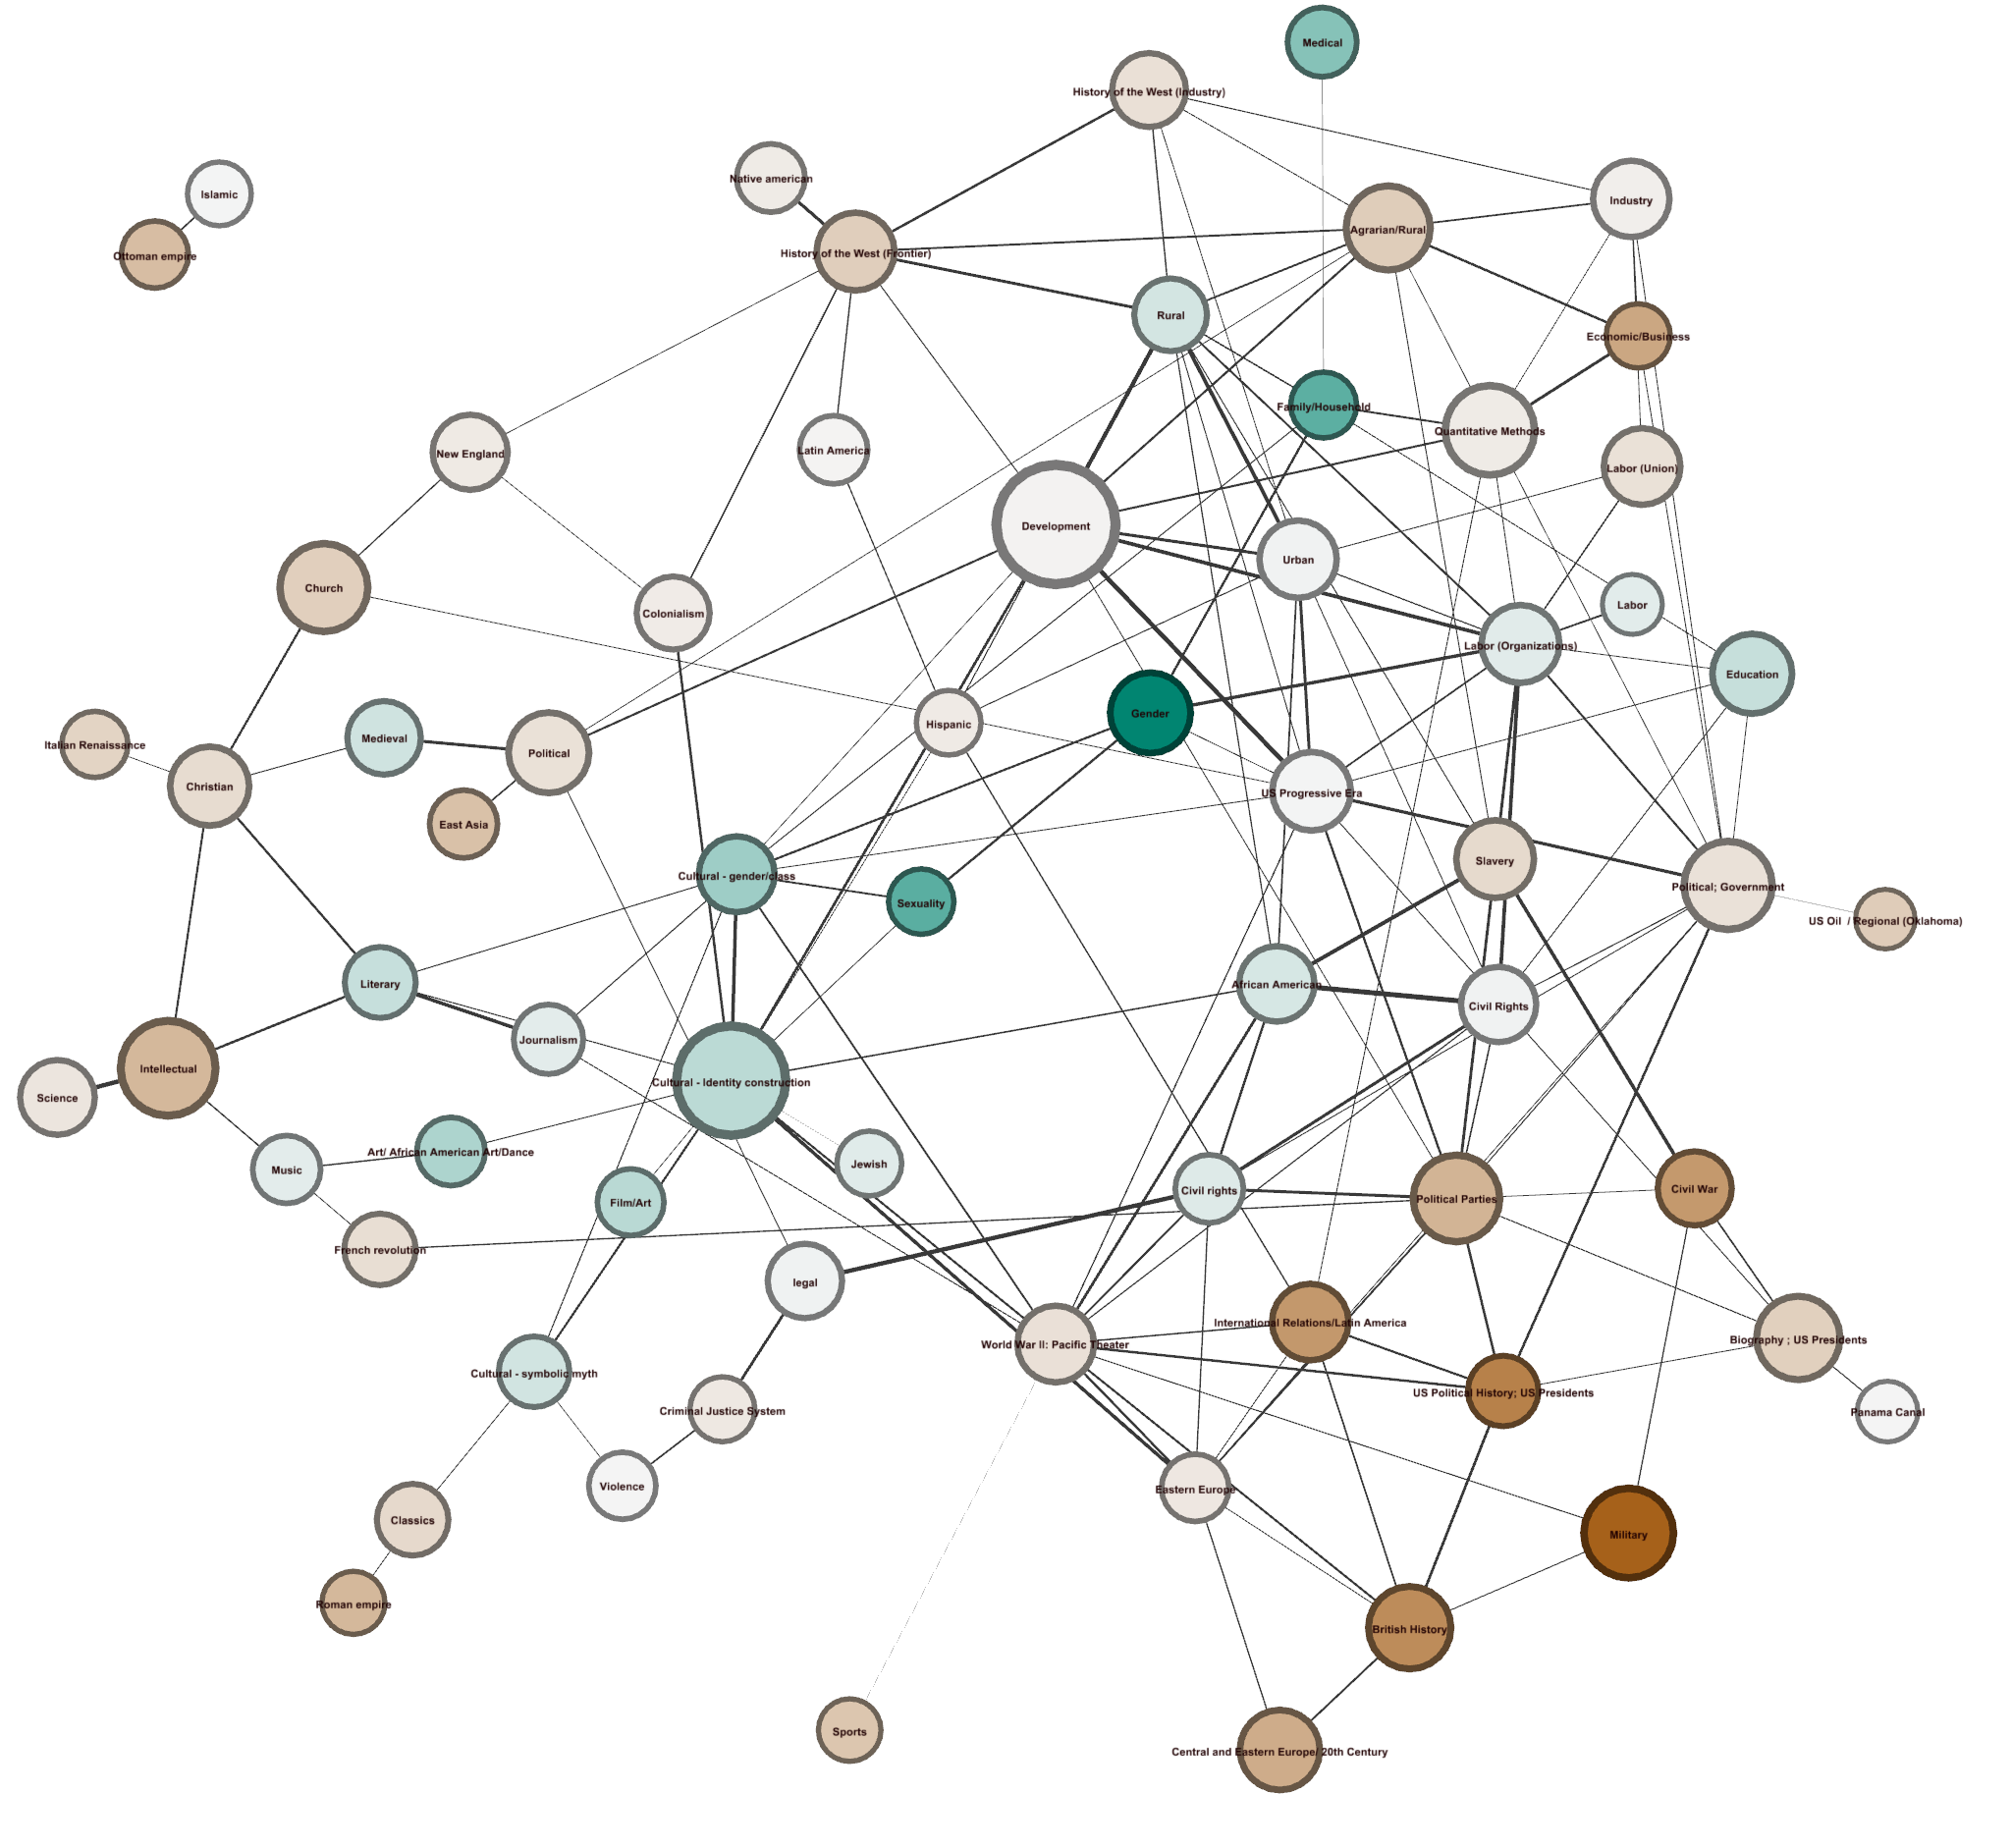 Medical
History of the West (Industry)
Native american
Islamic
Industry
Agrarian/Rural
History of the West (Frontier)
Ottoman empire
Rural
Economic/Business
Family/Household
Quantitative Methods
Latin America
New England
Labor (Union)
Development
Urban
Church
Labor
Colonialism
Labor (Organizations)
Education
Gender
Hispanic
Medieval
Italian Renaissance
Political
Christian
US Progressive Era
East Asia
Slavery
Cultural - gender/class
Political; Government
Sexuality
US Oil / Regional (Oklahoma)
Literary
African American
Civil Rights
Journalism
Intellectual
Cultural - Identity construction
Science
Art/ African American Art/Dance
Jewish
Music
Civil War
Civil rights
Political Parties
Film/Art
French revolution
legal
International Relations/Latin America
Biography ; US Presidents
World War II: Pacific Theater
Cultural - symbolic myth
US Political History; US Presidents
Criminal Justice System
Panama Canal
Violence
Eastern Europe
Classics
Military
Roman empire
British History
Sports
Central and Eastern Europe/ 20th Century